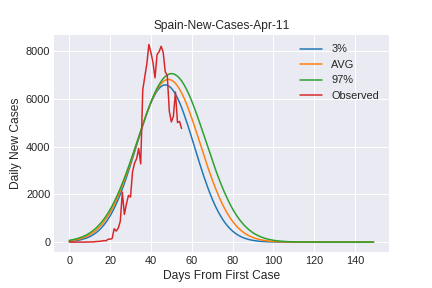 Spain-New-Cases-Apr-11
3%
AVG
97%
Observed
Daily New Cases
8000
6000
4000
2000
0
0 20 40 60 80 100 120 140
Days From First Case